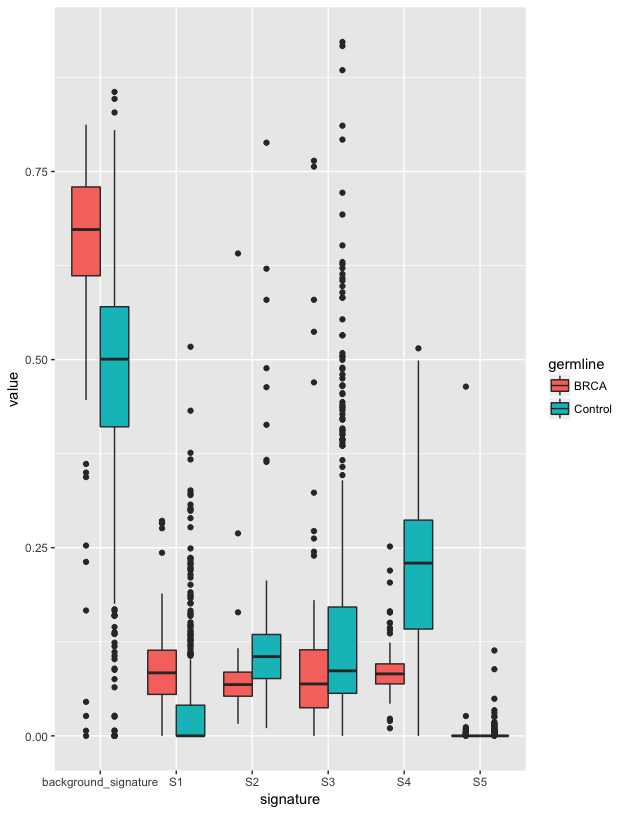 value
0.75
0.50
0.25
0.00
background_signature S1 S2 S3 S4 S5
signature
germline
BRCA
Control